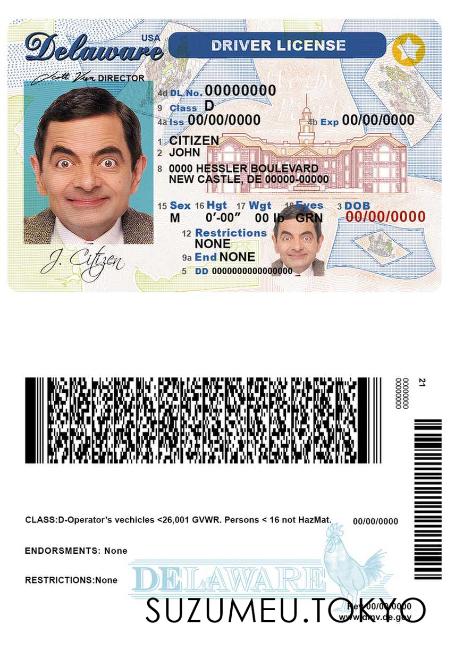 Delaware
USA
DRIVER LICENSE
DIRECTOR
4d DL No. 00000000
9 Class D
4a Iss 00/00/0000 4b Exp 00/00/0000
1 CITIZEN
2 JOHN
8 0000 HESSLER BOULEVARD
NEW CASTLE, DE 00000-00000
15 Sex 16 Hgt 17 Wgt 18 Eyes 3 DOB
M 0'-00" 00 lb GRN 00/00/0000
12 Restrictions
NONE
9a End NONE
5 DD 0000000000000000_
J. Citizen
21
00000000
00000000
CLASS:D-Operator's vechicles <26,001 GVWR. Persons < 16 not HazMat. 00/00/0000
ENDORSMENTS: None
RESTRICTIONS:None
DELAWARE
SUZUMEU.TOKYO
Rev 00/00/0000
www.dmv.de.gov